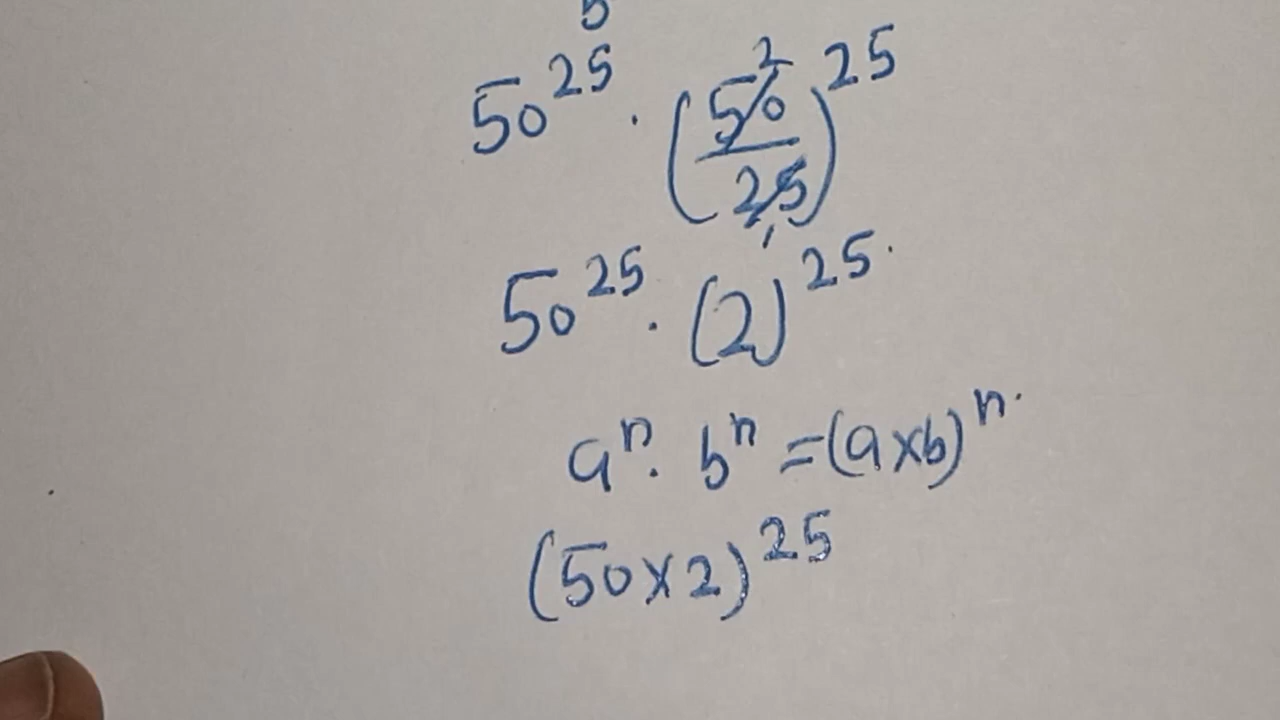 50^25 . (50/25)^25
50^25 . (2)^25.
a^n . b^n = (a×b)^n.
(50×2)^25